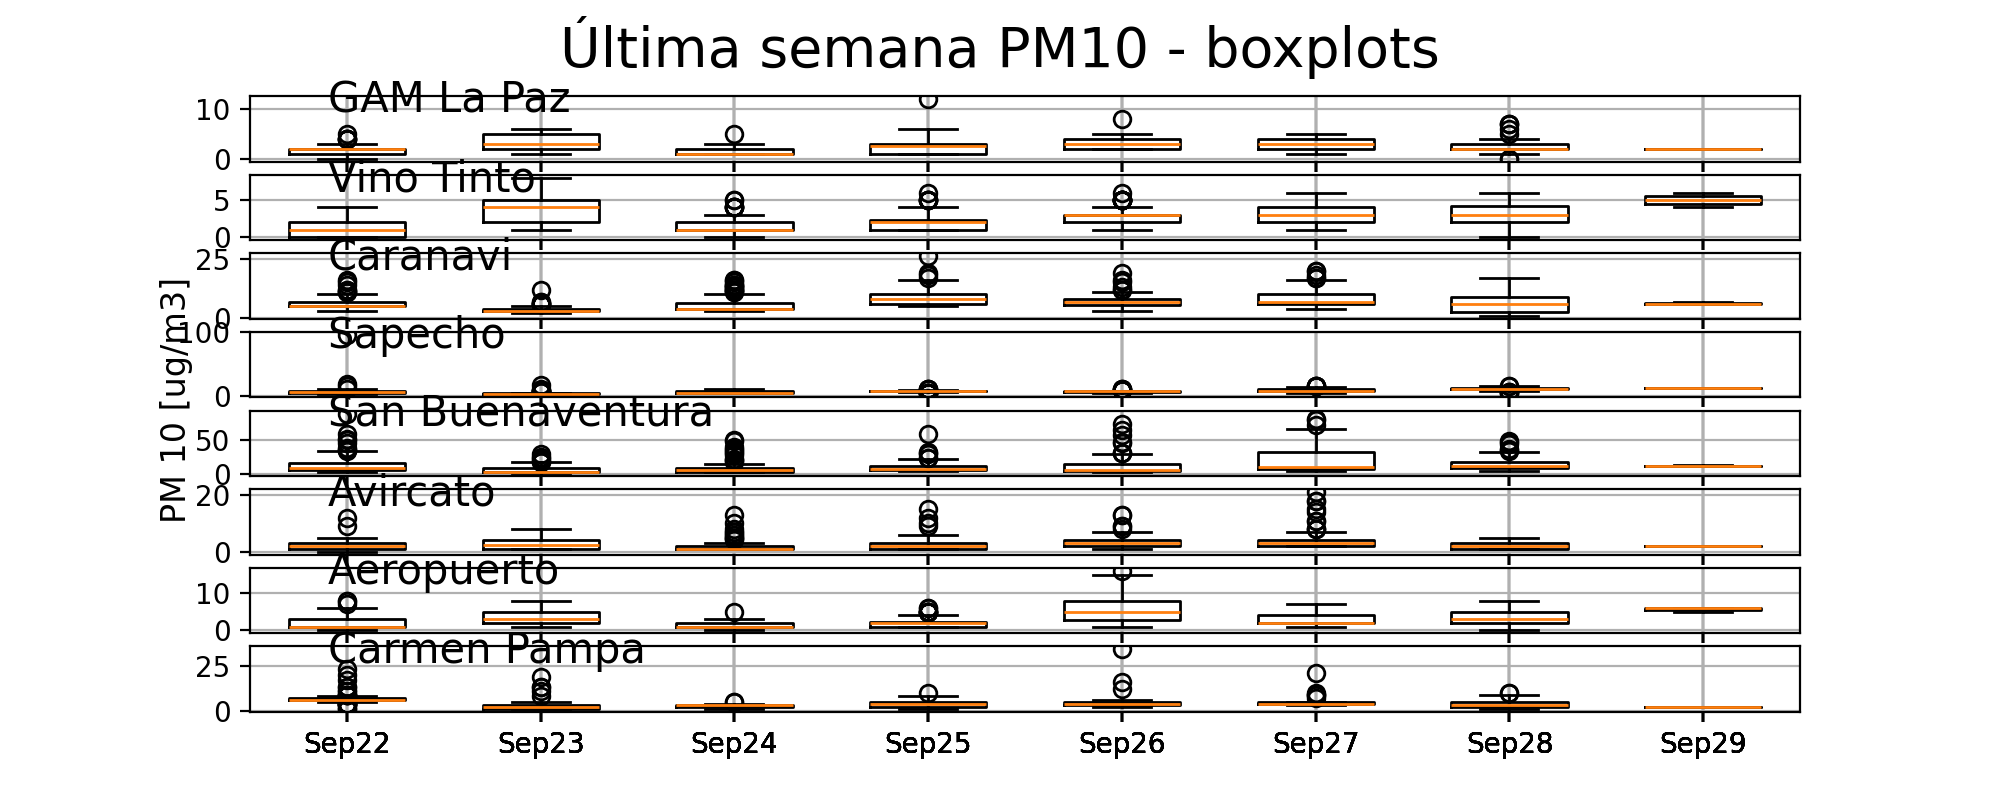 Última semana PM10 - boxplots
GAM La Paz
10
0
Vino Tinto
5
0
Caranavi
25
0
Sapecho
100
0
San Buenaventura
50
0
Avircato
20
0
Aeropuerto
10
0
Carmen Pampa
25
0
PM 10 [ug/m3]
Sep22 Sep23 Sep24 Sep25 Sep26 Sep27 Sep28 Sep29